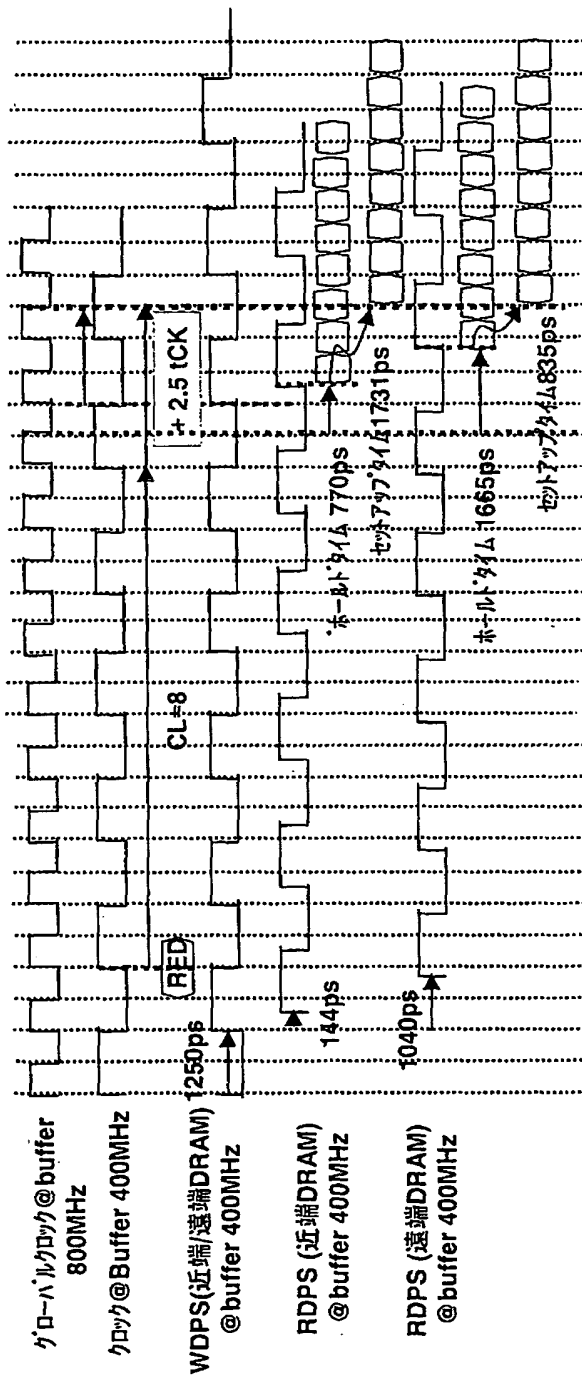 グローバルクロック@buffer
800MHz
クロック@Buffer 400MHz
WDPS(近端/遠端DRAM)
@buffer 400MHz
RDPS (近端DRAM)
@buffer 400MHz
RDPS (遠端DRAM)
@buffer 400MHz
RED
CL=8
+ 2.5 tCK
1250ps
144ps
ホールドタイム 770ps
セットアップタイム1731ps
1040ps
ホールドタイム 1665ps
セットアップタイム835ps